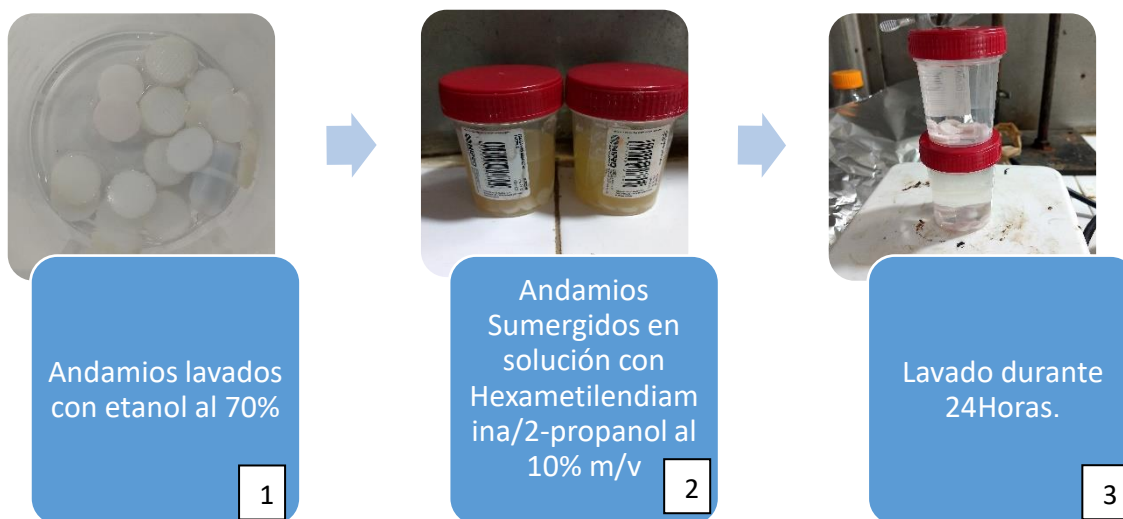 Andamios lavados
con etanol al 70%
1
Andamios
Sumergidos en
solución con
Hexametilendiam
ina/2-propanol al
10% m/v
2
Lavado durante
24Horas.
3